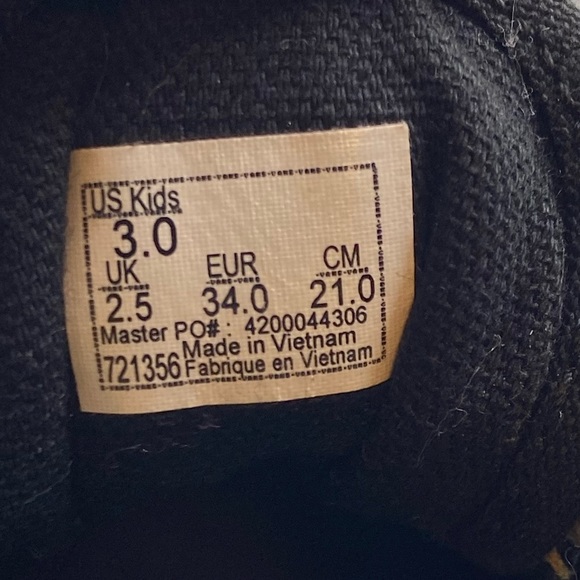 US Kids
3.0
UK EUR CM
2.5 34.0 21.0
Master PO# : 4200044306
Made in Vietnam
721356 Fabrique en Vietnam